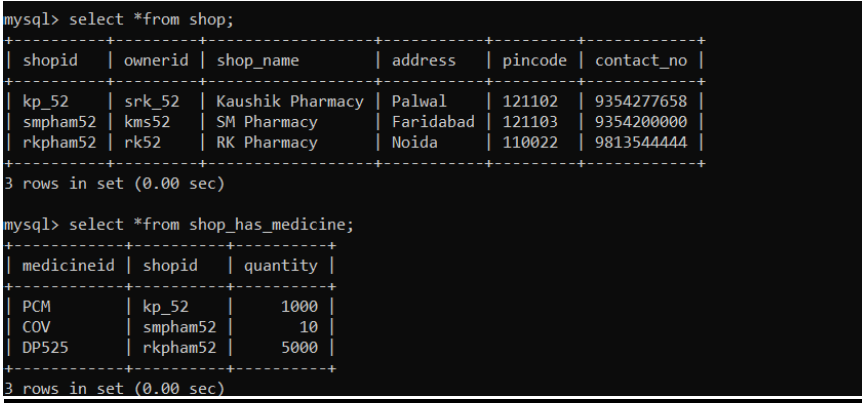 mysql> select *from shop;
+----------+---------+------------------+-----------+---------+------------+
| shopid   | ownerid | shop_name        | address   | pincode | contact_no |
+----------+---------+------------------+-----------+---------+------------+
| kp_52    | srk_52  | Kaushik Pharmacy | Palwal    | 121102  | 9354277658 |
| smpham52 | kms52   | SM Pharmacy      | Faridabad | 121103  | 9354200000 |
| rkpham52 | rk52    | RK Pharmacy      | Noida     | 110022  | 9813544444 |
+----------+---------+------------------+-----------+---------+------------+
3 rows in set (0.00 sec)
mysql> select *from shop_has_medicine;
+------------+----------+----------+
| medicineid | shopid   | quantity |
+------------+----------+----------+
| PCM        | kp_52    |     1000 |
| COV        | smpham52 |       10 |
| DP525      | rkpham52 |     5000 |
+------------+----------+----------+
3 rows in set (0.00 sec)